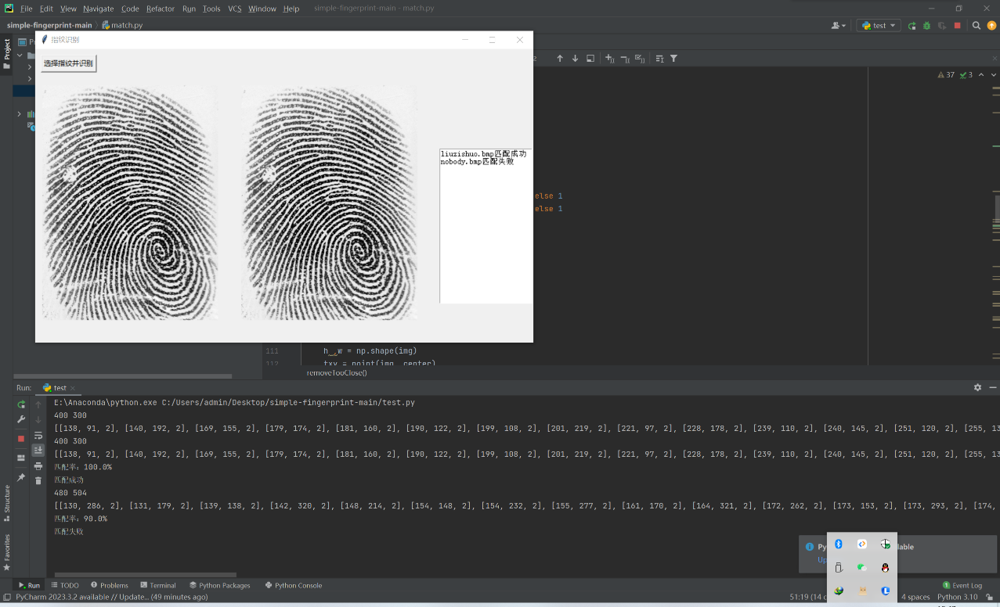 File Edit View Navigate Code Refactor Run Tools VCS Window Help simple-fingerprint-main - match.py
simple-fingerprint-main 〉 match.py
test
Project
指纹识别
选择指纹并识别
37 3
liuzishuo.bmp匹配成功
nobody.bmp匹配失败
else 1
else 1
111 h_,w = np.shape(img)
112
removeTooClose()
Run: test
E:\Anaconda\python.exe C:/Users/admin/Desktop/simple-fingerprint-main/test.py
400 300
[[138, 91, 2], [140, 192, 2], [169, 155, 2], [179, 174, 2], [181, 160, 2], [190, 122, 2], [199, 108, 2], [201, 219, 2], [221, 97, 2], [228, 178, 2], [239, 110, 2], [240, 145, 2], [251, 120, 2], [255, 13
400 300
[[138, 91, 2], [140, 192, 2], [169, 155, 2], [179, 174, 2], [181, 160, 2], [190, 122, 2], [199, 108, 2], [201, 219, 2], [221, 97, 2], [228, 178, 2], [239, 110, 2], [240, 145, 2], [251, 120, 2], [255, 13
匹配率：100.0%
匹配成功
480 504
[[130, 286, 2], [131, 179, 2], [139, 138, 2], [142, 320, 2], [148, 214, 2], [154, 148, 2], [154, 232, 2], [155, 277, 2], [161, 170, 2], [164, 321, 2], [172, 262, 2], [173, 153, 2], [173, 293, 2], [174,
匹配率：90.0%
匹配失败
Structure
Favorites
Py lable
Up
Run TODO Problems Terminal Python Packages Python Console 1 Event Log
PyCharm 2023.3.2 available // Update... (49 minutes ago) 51:19 (14 c 4 spaces Python 3.10